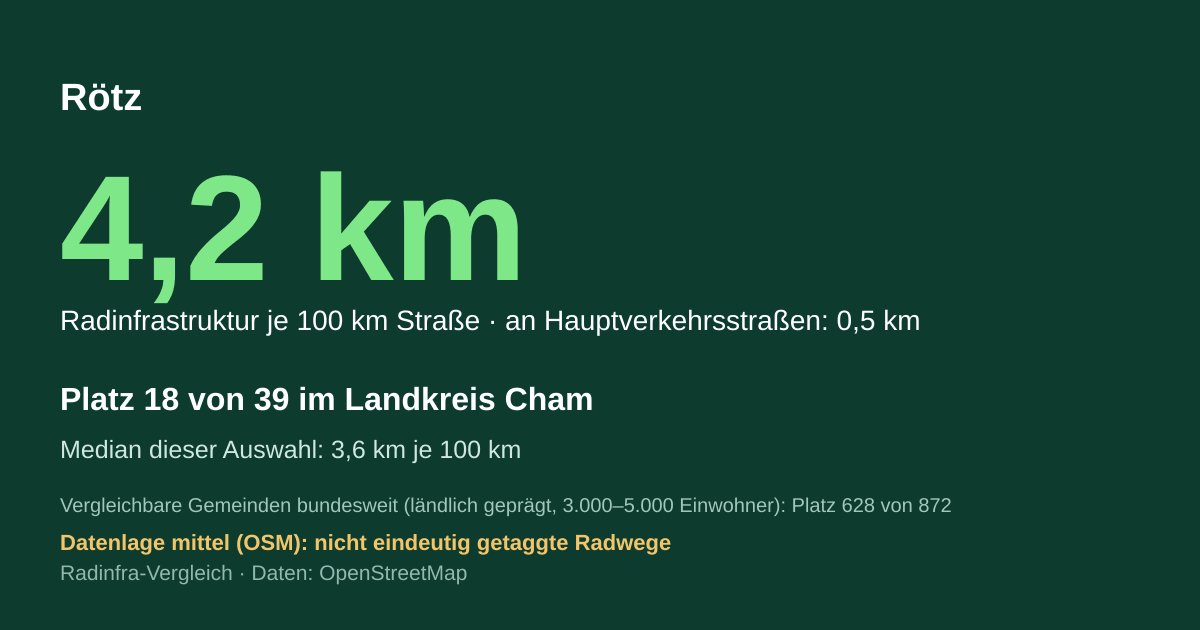 Rötz
4,2 km
Radinfrastruktur je 100 km Straße · an Hauptverkehrsstraßen: 0,5 km
Platz 18 von 39 im Landkreis Cham
Median dieser Auswahl: 3,6 km je 100 km
Vergleichbare Gemeinden bundesweit (ländlich geprägt, 3.000–5.000 Einwohner): Platz 628 von 872
Datenlage mittel (OSM): nicht eindeutig getaggte Radwege
Radinfra-Vergleich · Daten: OpenStreetMap